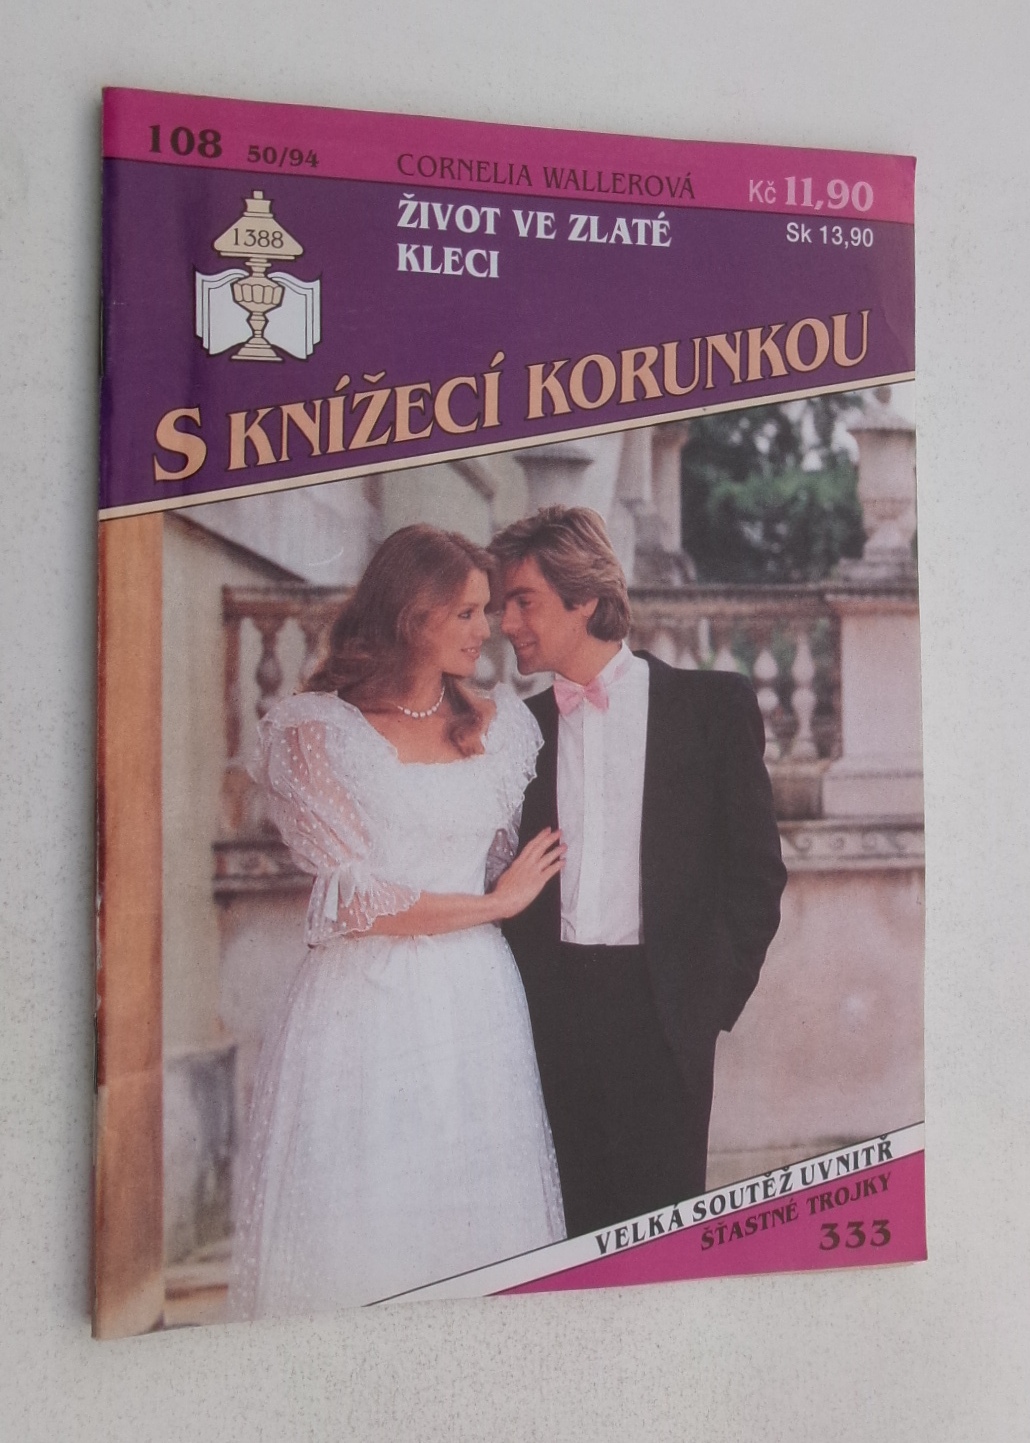 108 50/94
CORNELIA WALLEROVÁ
Kč 11,90
Sk 13,90
1388
ŽIVOT VE ZLATÉ
KLECI
S KNÍŽECÍ KORUNKOU
VELKÁ SOUTĚŽ UVNITŘ
ŠŤASTNÉ TROJKY
333